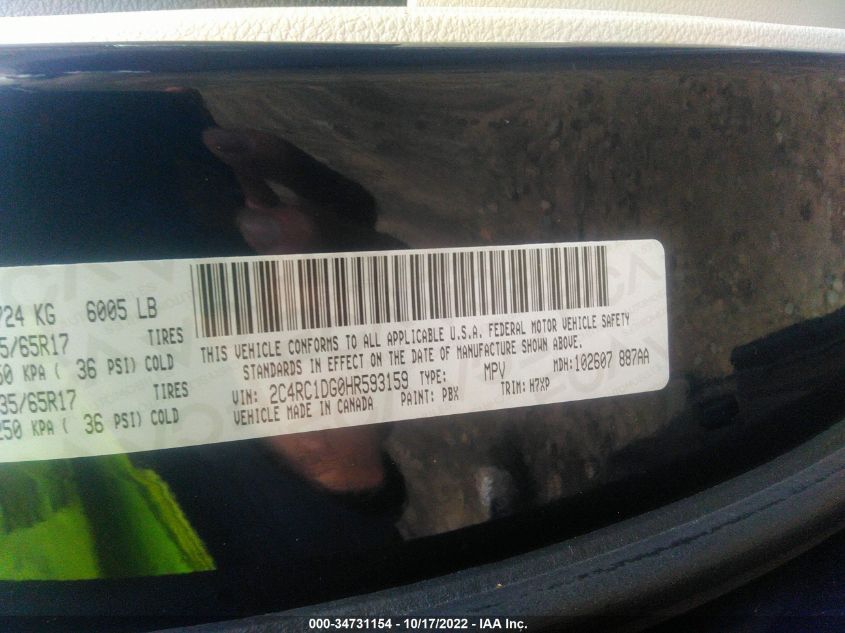 724 KG 6005 LB
5/65R17 TIRES
50 KPA ( 36 PSI) COLD
35/65R17 TIRES
250 KPA ( 36 PSI) COLD
THIS VEHICLE CONFORMS TO ALL APPLICABLE U.S.A. FEDERAL MOTOR VEHICLE SAFETY
STANDARDS IN EFFECT ON THE DATE OF MANUFACTURE SHOWN ABOVE.
VIN: 2C4RC1DG0HR593159 TYPE: MPV MDH:102607 887AA
VEHICLE MADE IN CANADA PAINT: PBX TRIM: H7XP
000-34731154 - 10/17/2022 - IAA Inc.